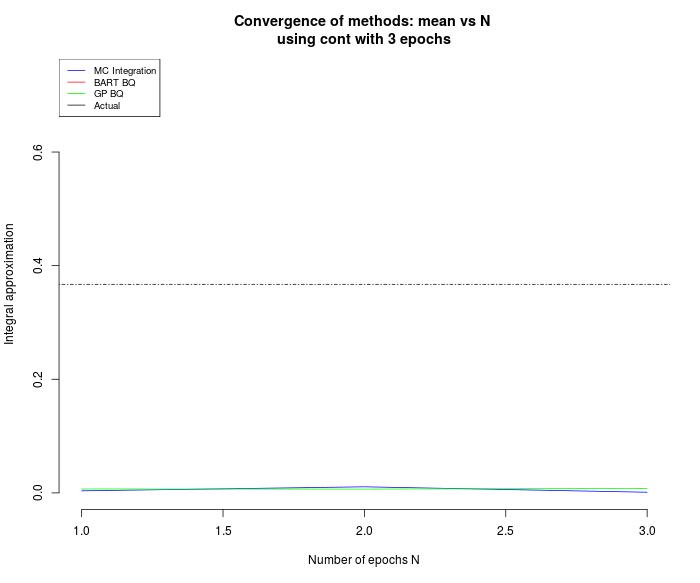 Convergence of methods: mean vs N
using cont with 3 epochs
MC Integration
BART BQ
GP BQ
Actual
0.6
0.4
0.2
0.0
Integral approximation
1.0 1.5 2.0 2.5 3.0
Number of epochs N